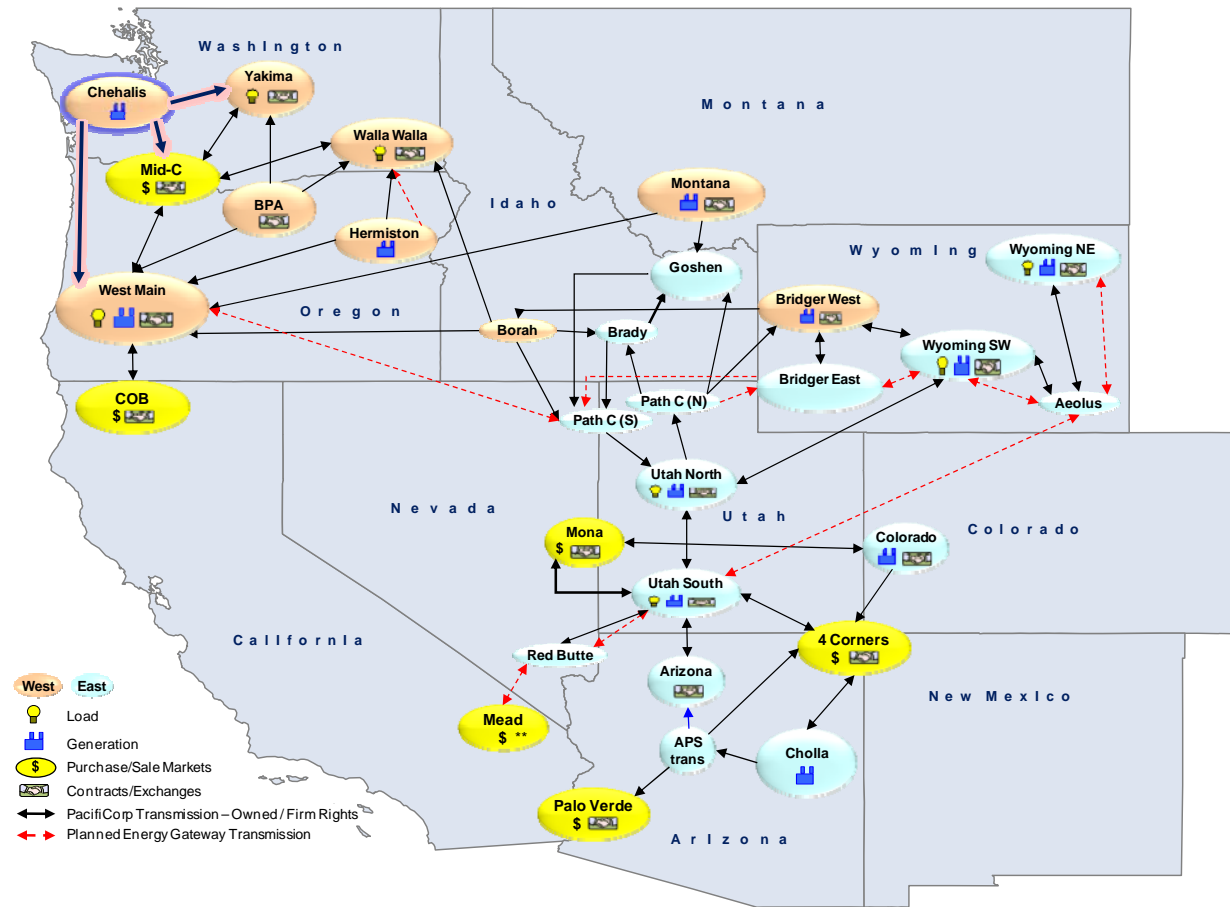 Washington
Yakima
Chehalis
Montana
Walla Walla
Mid-C
$
Montana
BPA
Idaho
Hermiston
Wyoming
Wyoming NE
Goshen
West Main
Bridger West
Oregon
Borah
Brady
Wyoming SW
Bridger East
COB
$
Path C (N)
Aeolus
Path C (S)
Utah North
Nevada
Utah
Mona
$
Colorado
Colorado
Utah South
California
4 Corners
$
Red Butte
Arizona
New Mexico
West
East
Load
Mead
$ **
APS
trans
Cholla
Generation
$
Purchase/Sale Markets
Contracts/Exchanges
Palo Verde
$
PacifiCorp Transmission – Owned / Firm Rights
Planned Energy Gateway Transmission
Arizona